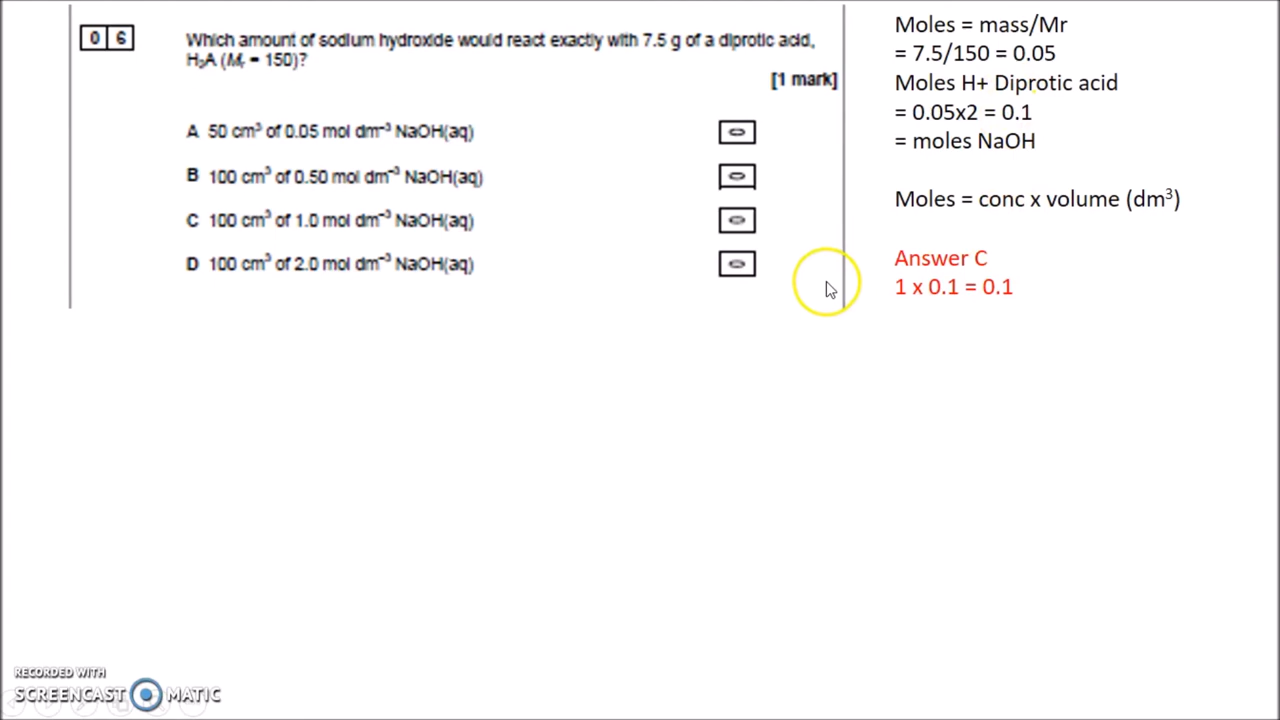 0 6
Which amount of sodium hydroxide would react exactly with 7.5 g of a diprotic acid,
H₂A (Mᵣ = 150)?
[1 mark]
A 50 cm³ of 0.05 mol dm⁻³ NaOH(aq)
B 100 cm³ of 0.50 mol dm⁻³ NaOH(aq)
C 100 cm³ of 1.0 mol dm⁻³ NaOH(aq)
D 100 cm³ of 2.0 mol dm⁻³ NaOH(aq)
Moles = mass/Mr
= 7.5/150 = 0.05
Moles H+ Diprotic acid
= 0.05x2 = 0.1
= moles NaOH
Moles = conc x volume (dm³)
Answer C
1 x 0.1 = 0.1
RECORDED WITH
SCREENCAST MATIC